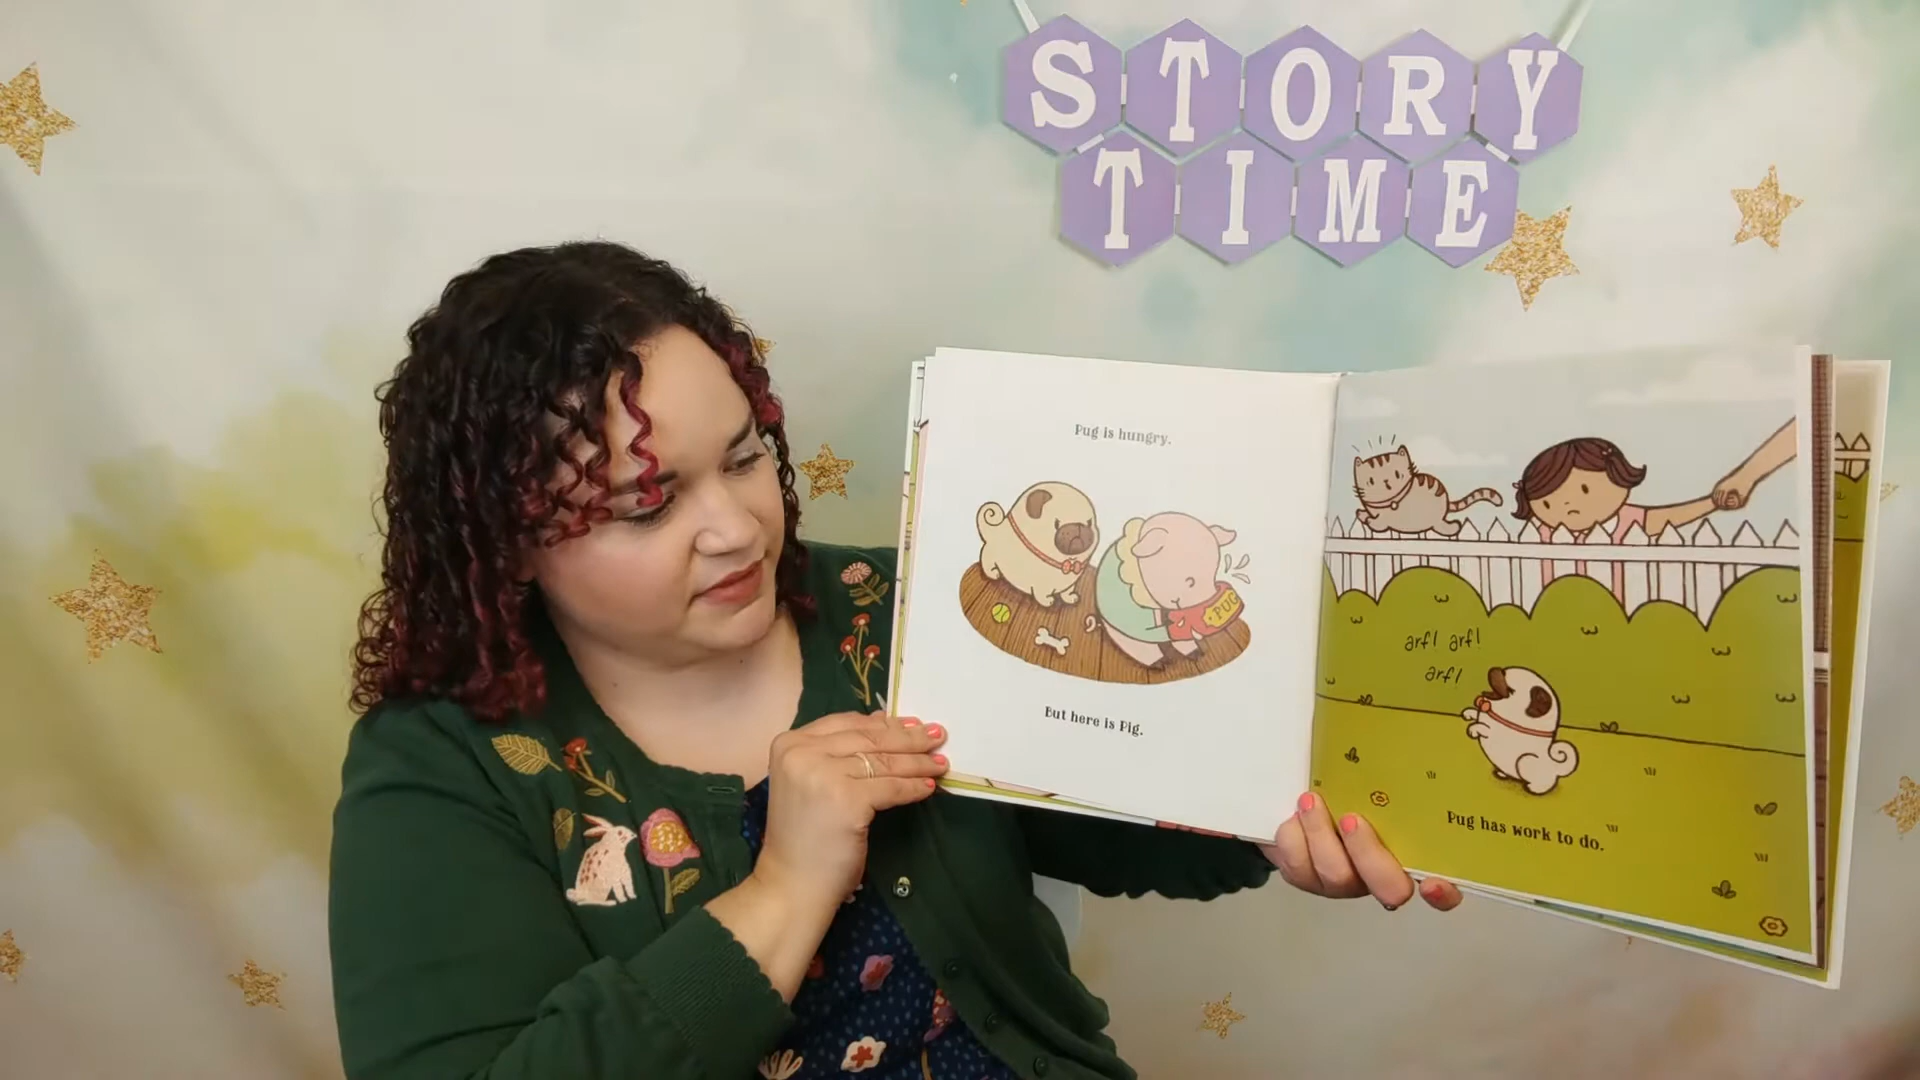 STORY
TIME
Pug is hungry.
PUG
But here is Pig.
arf! arf!
arf!
Pug has work to do.